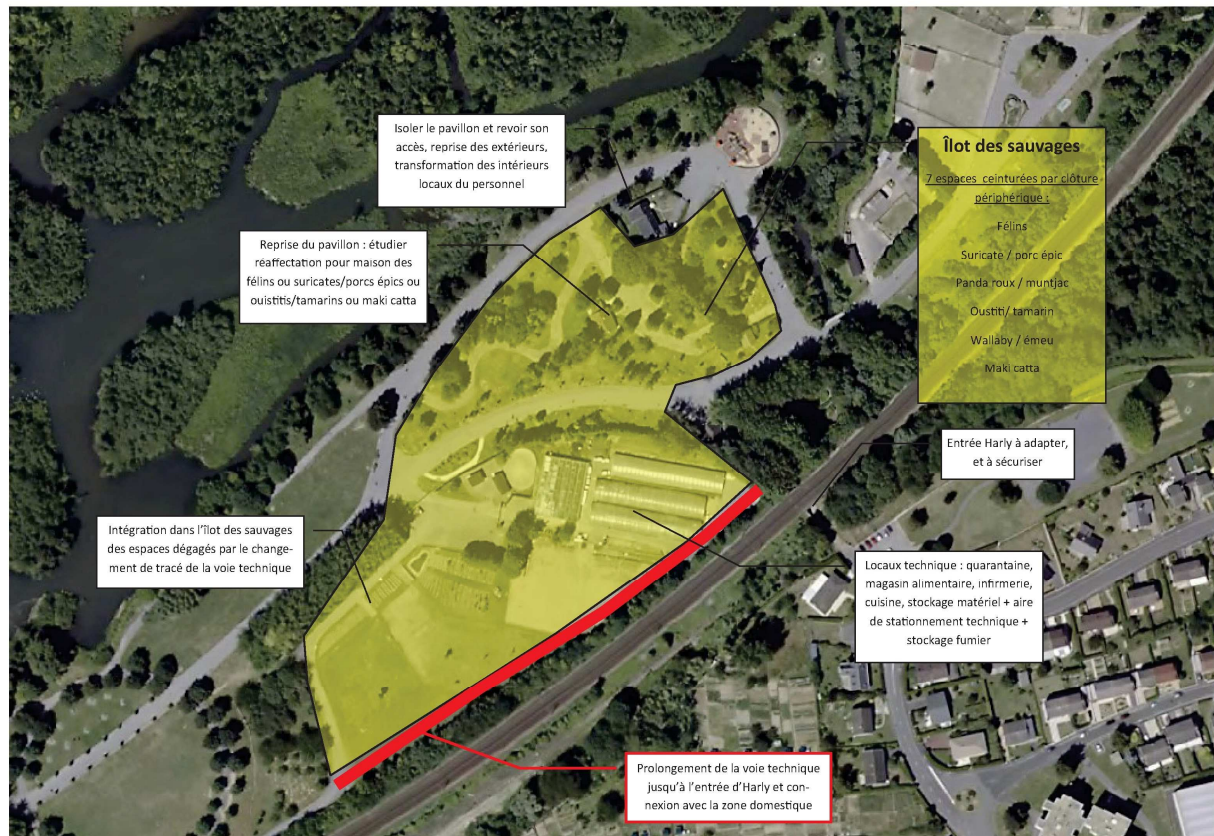 Isoler le pavillon et revoir son
accès, reprise des extérieurs,
transformation des intérieurs
locaux du personnel
Îlot des sauvages
7 espaces ceinturées par clôture
périphérique :
Félins
Suricate / porc épic
Panda roux / muntjac
Oustiti/ tamarin
Wallaby / émeu
Maki catta
Reprise du pavillon : étudier
réaffectation pour maison des
félins ou suricates/porcs épics ou
ouistitis/tamarins ou maki catta
Entrée Harly à adapter,
et à sécuriser
Intégration dans l'îlot des sauvages
des espaces dégagés par le change-
ment de tracé de la voie technique
Locaux technique : quarantaine,
magasin alimentaire, infirmerie,
cuisine, stockage matériel + aire
de stationnement technique +
stockage fumier
Prolongement de la voie technique
jusqu'à l'entrée d'Harly et con-
nexion avec la zone domestique